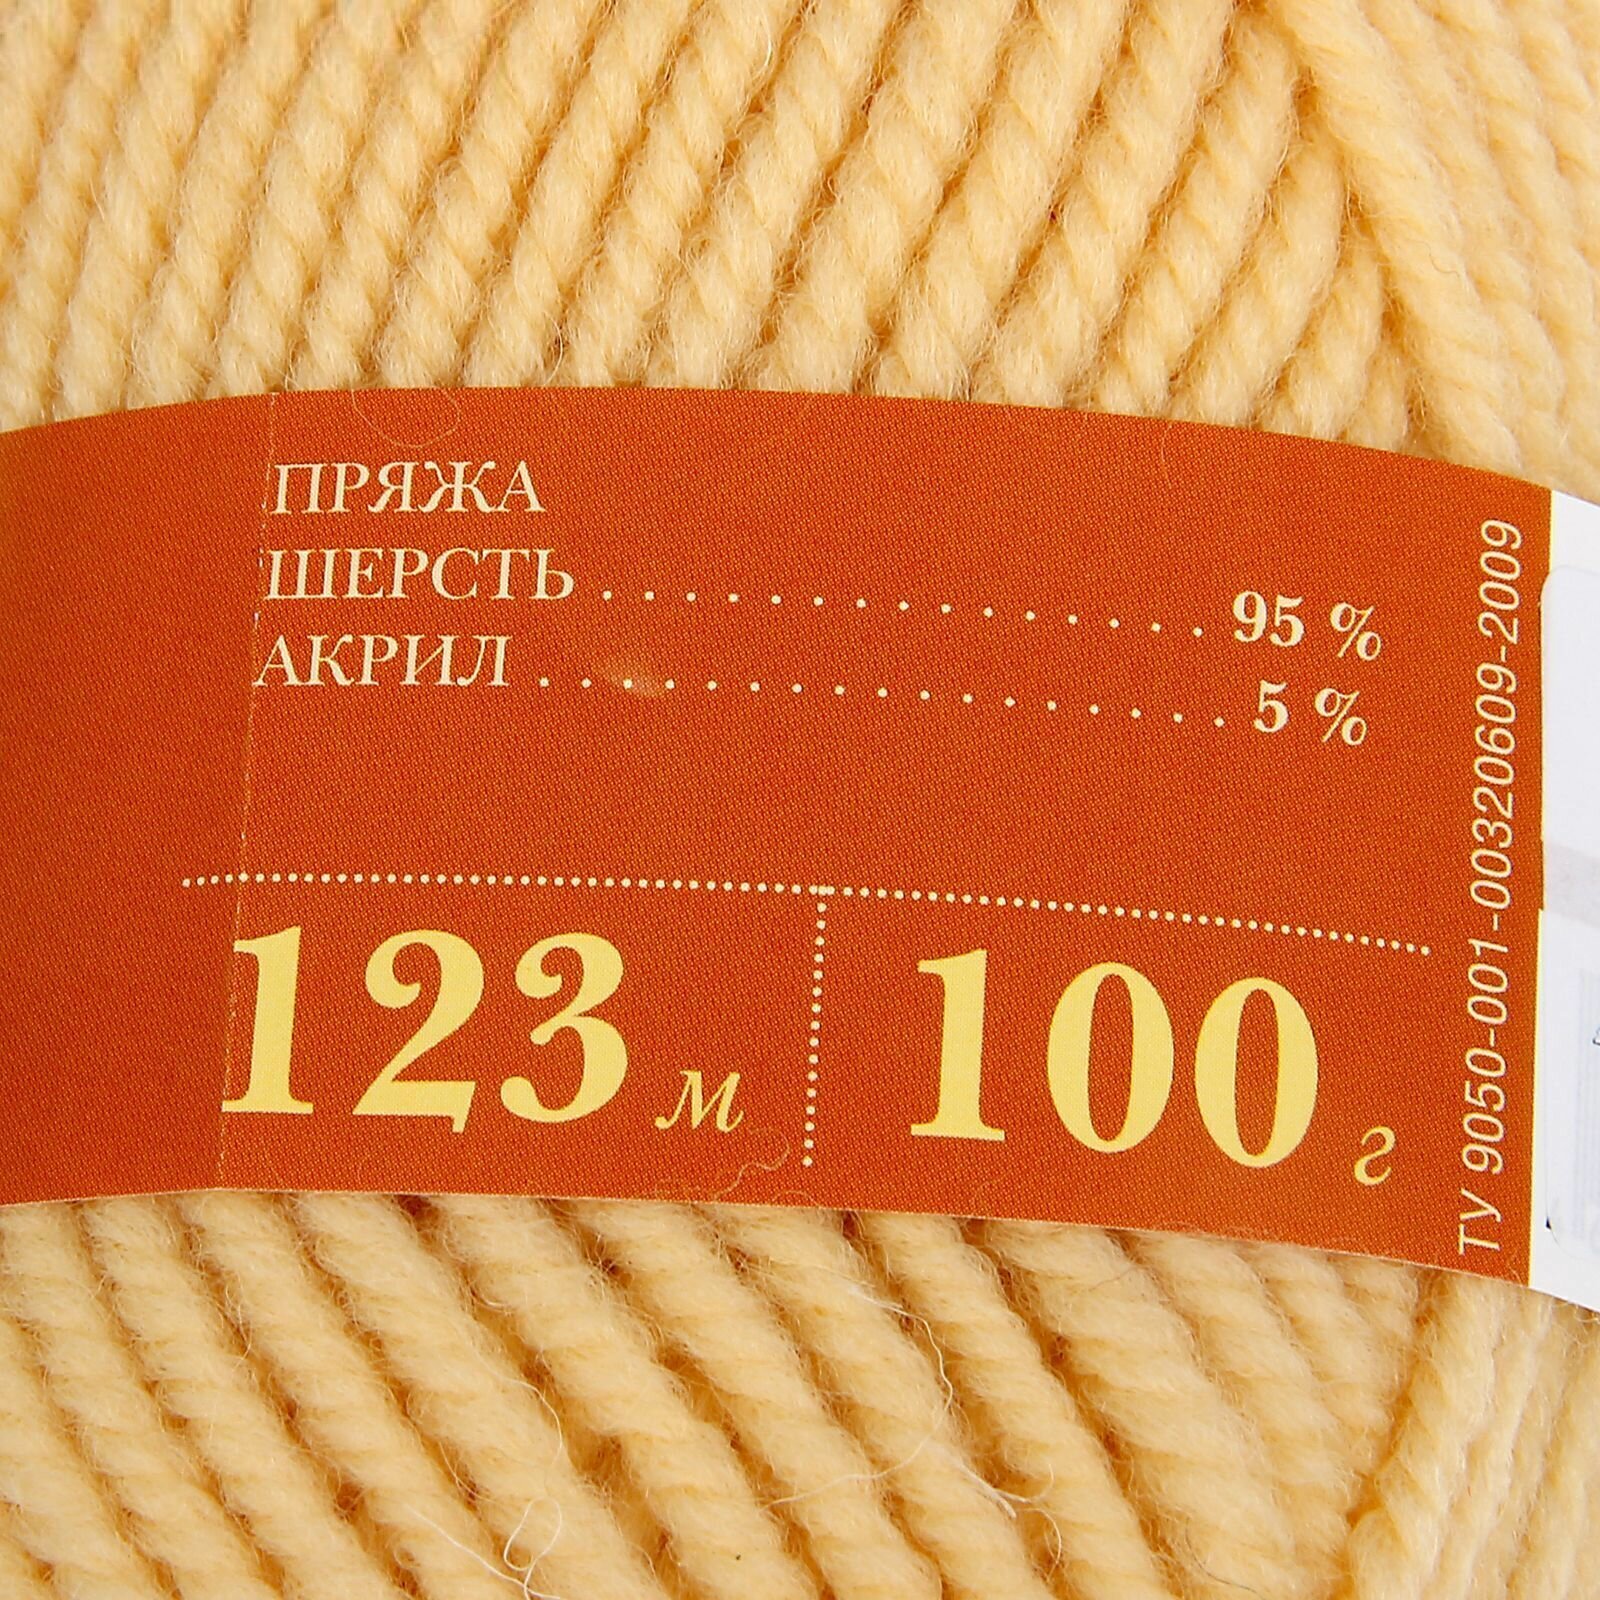 ПРЯЖА
ШЕРСТЬ . . . . . . . . . . . . . . . 95 %
АКРИЛ . . . . . . . . . . . . . . . . . 5 %
123 м
100 г
ТУ 9050-001-00320609-2009